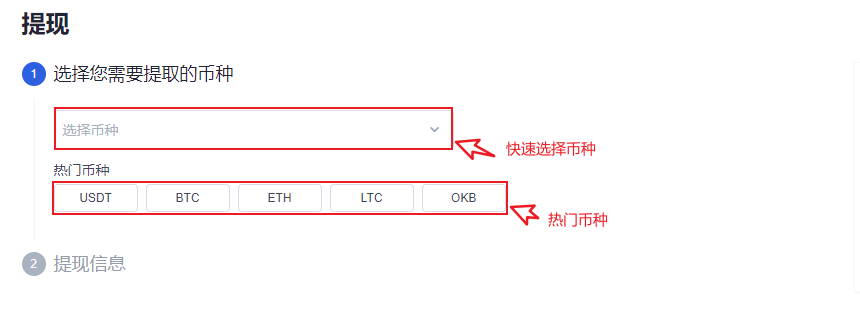 提现
1 选择您需要提取的币种
选择币种
快速选择币种
热门币种
USDT BTC ETH LTC OKB
热门币种
2 提现信息